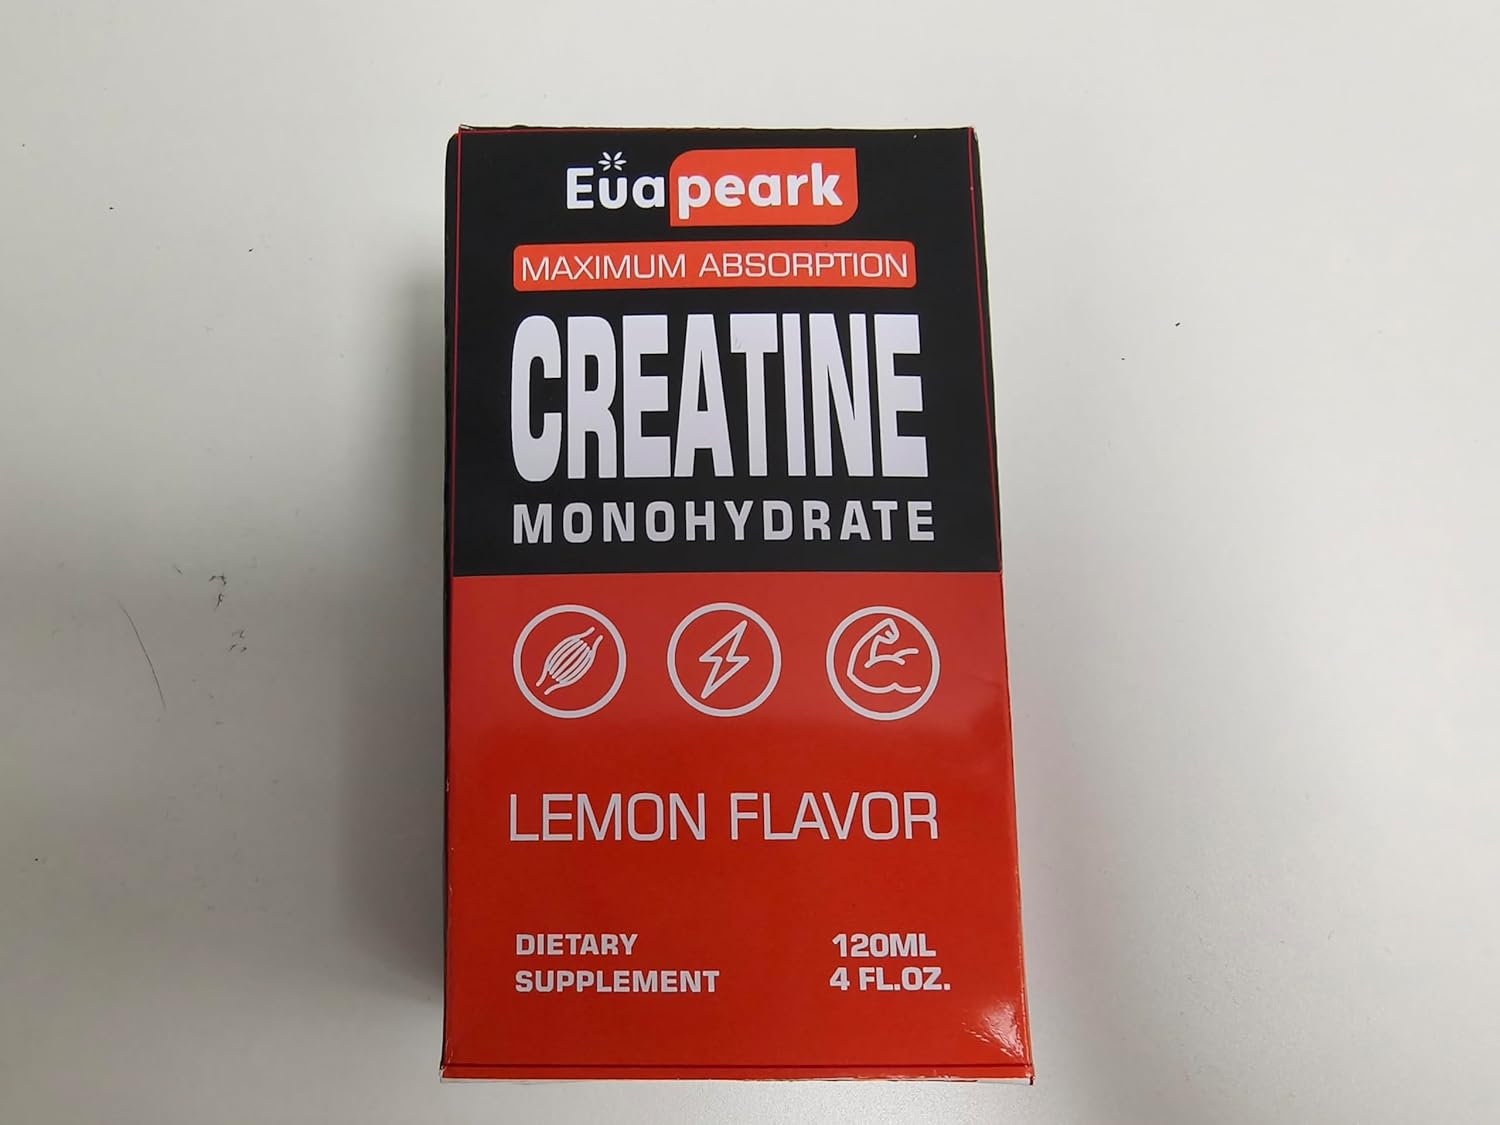 Euapeark
MAXIMUM ABSORPTION
CREATINE
MONOHYDRATE
LEMON FLAVOR
DIETARY
SUPPLEMENT
120ML
4 FL.OZ.